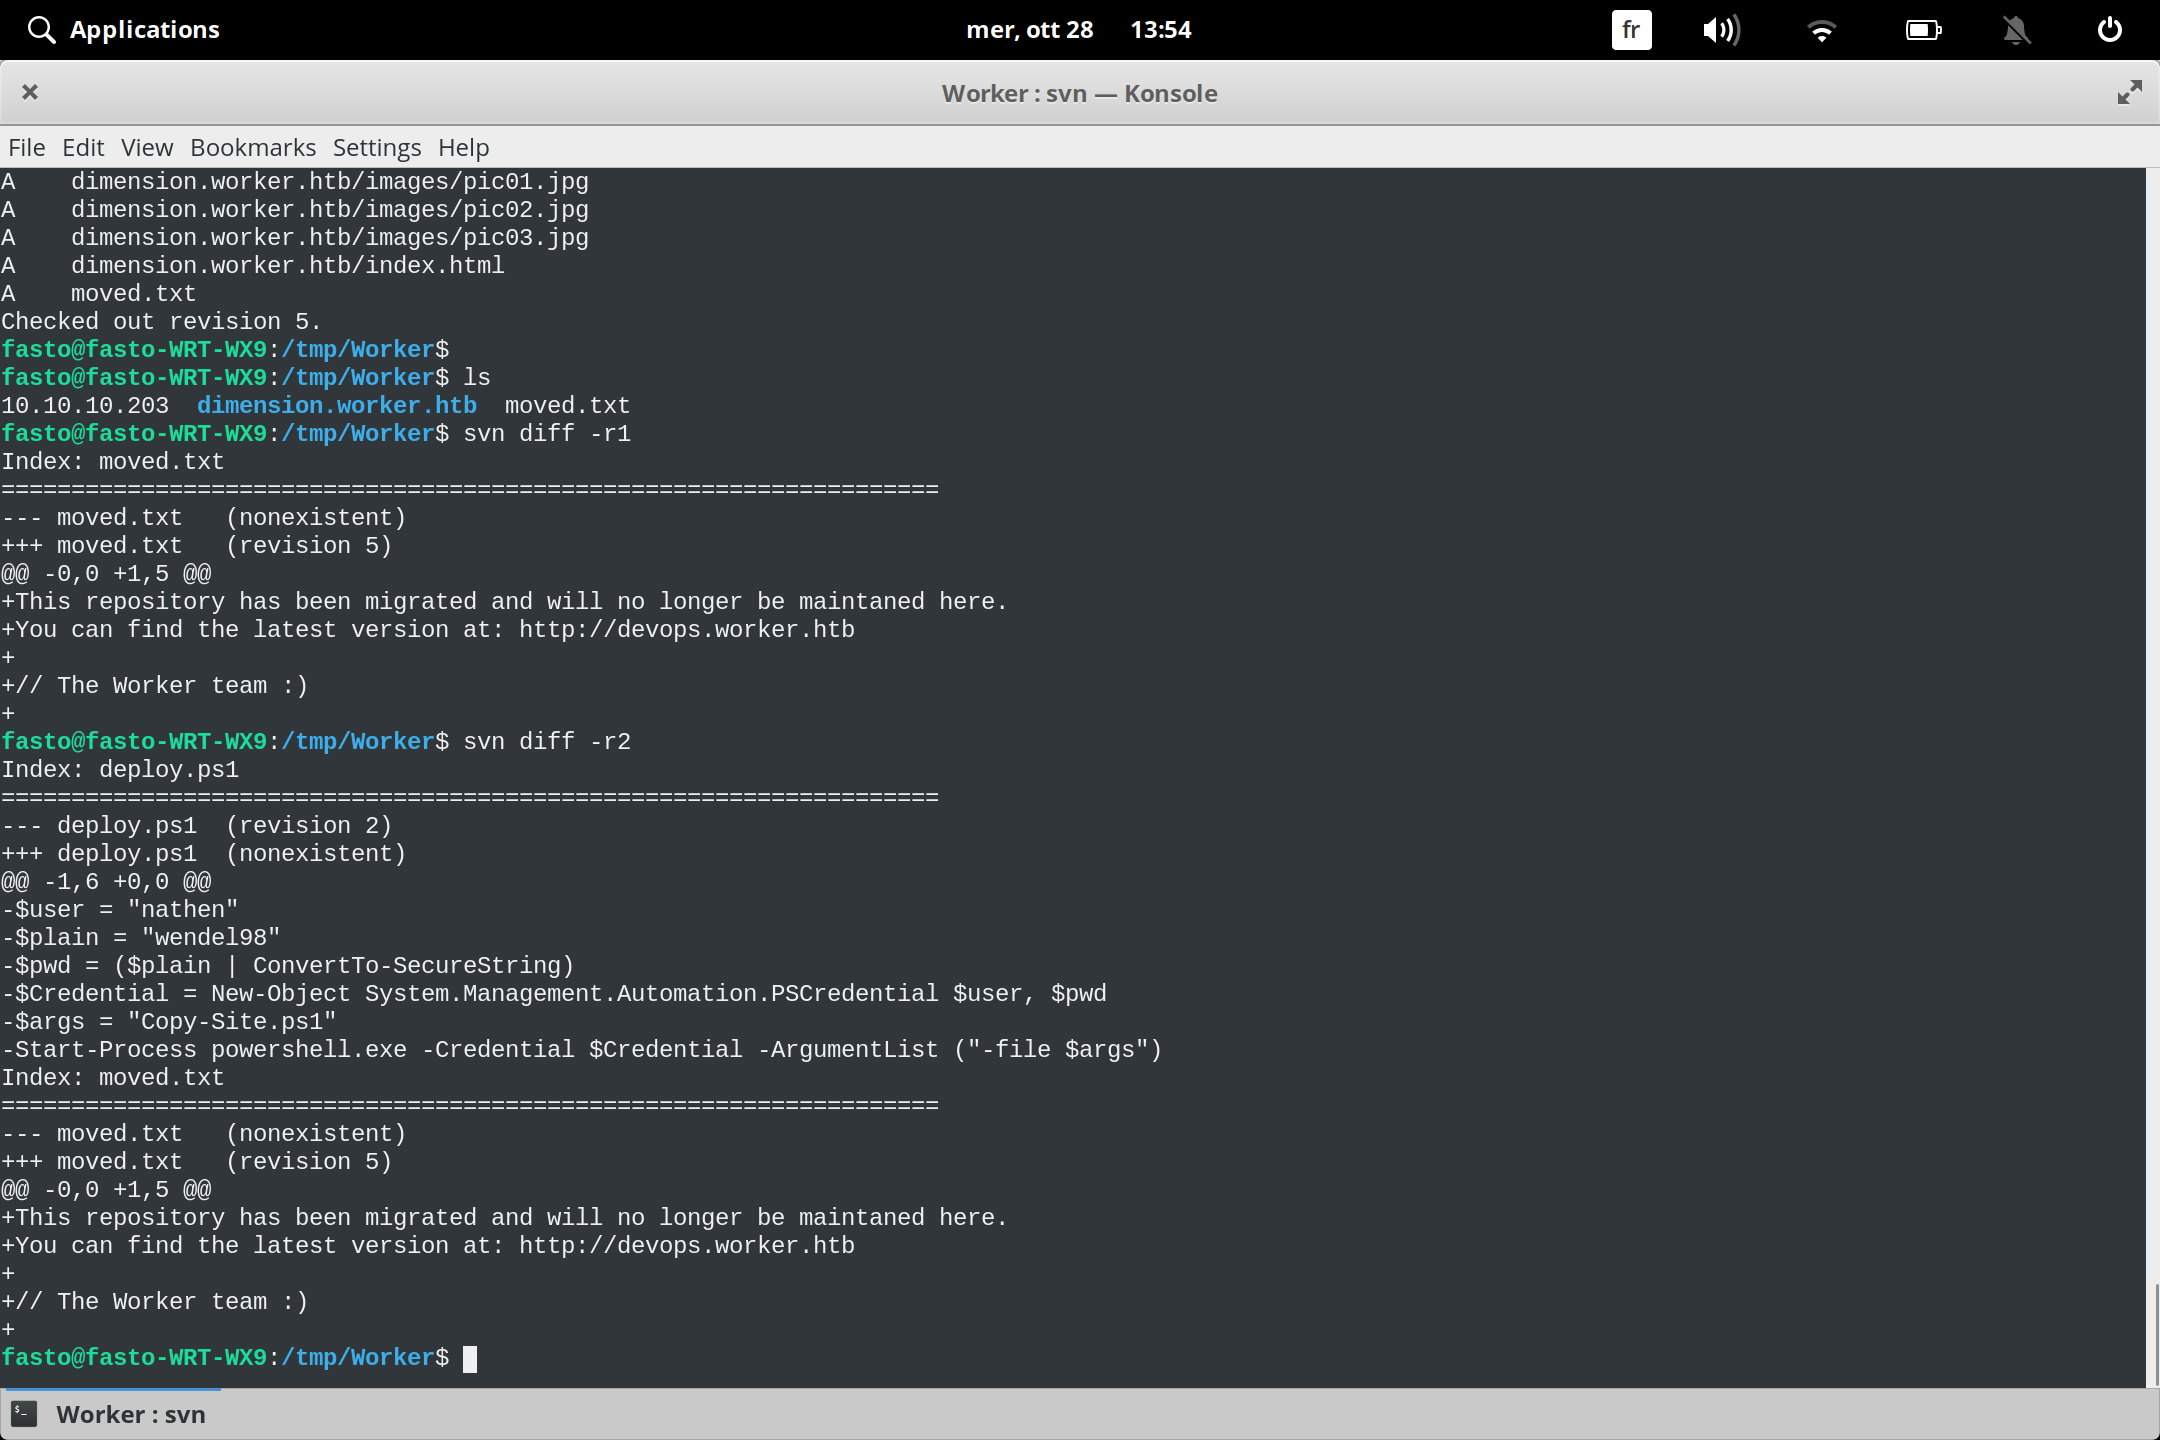 Applications mer, ott 28 13:54 fr
Worker : svn — Konsole
File Edit View Bookmarks Settings Help
A    dimension.worker.htb/images/pic01.jpg
A    dimension.worker.htb/images/pic02.jpg
A    dimension.worker.htb/images/pic03.jpg
A    dimension.worker.htb/index.html
A    moved.txt
Checked out revision 5.
fasto@fasto-WRT-WX9:/tmp/Worker$
fasto@fasto-WRT-WX9:/tmp/Worker$ ls
10.10.10.203  dimension.worker.htb  moved.txt
fasto@fasto-WRT-WX9:/tmp/Worker$ svn diff -r1
Index: moved.txt
===================================================================
--- moved.txt   (nonexistent)
+++ moved.txt   (revision 5)
@@ -0,0 +1,5 @@
+This repository has been migrated and will no longer be maintaned here.
+You can find the latest version at: http://devops.worker.htb
+
+// The Worker team :)
+
fasto@fasto-WRT-WX9:/tmp/Worker$ svn diff -r2
Index: deploy.ps1
===================================================================
--- deploy.ps1  (revision 2)
+++ deploy.ps1  (nonexistent)
@@ -1,6 +0,0 @@
-$user = "nathen"
-$plain = "wendel98"
-$pwd = ($plain | ConvertTo-SecureString)
-$Credential = New-Object System.Management.Automation.PSCredential $user, $pwd
-$args = "Copy-Site.ps1"
-Start-Process powershell.exe -Credential $Credential -ArgumentList ("-file $args")
Index: moved.txt
===================================================================
--- moved.txt   (nonexistent)
+++ moved.txt   (revision 5)
@@ -0,0 +1,5 @@
+This repository has been migrated and will no longer be maintaned here.
+You can find the latest version at: http://devops.worker.htb
+
+// The Worker team :)
+
fasto@fasto-WRT-WX9:/tmp/Worker$
Worker : svn